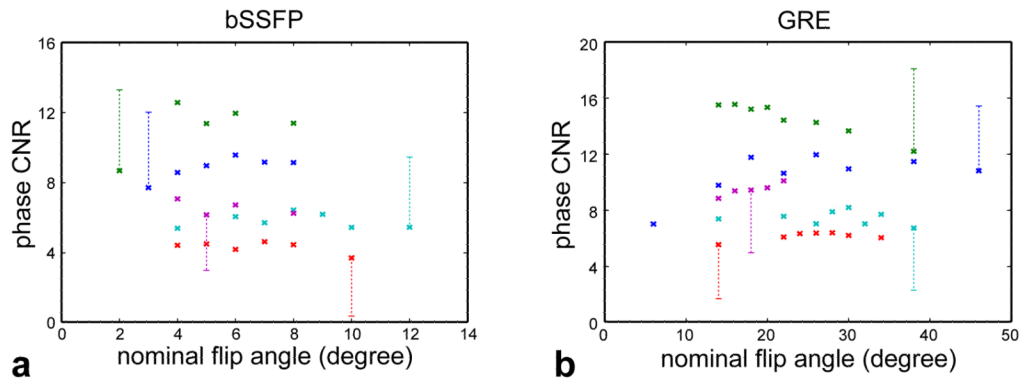 bSSFP
16
12
8
4
0
phase CNR
0 2 4 6 8 10 12 14
nominal flip angle (degree)
a
GRE
20
16
12
8
4
0
phase CNR
0 10 20 30 40 50
nominal flip angle (degree)
b